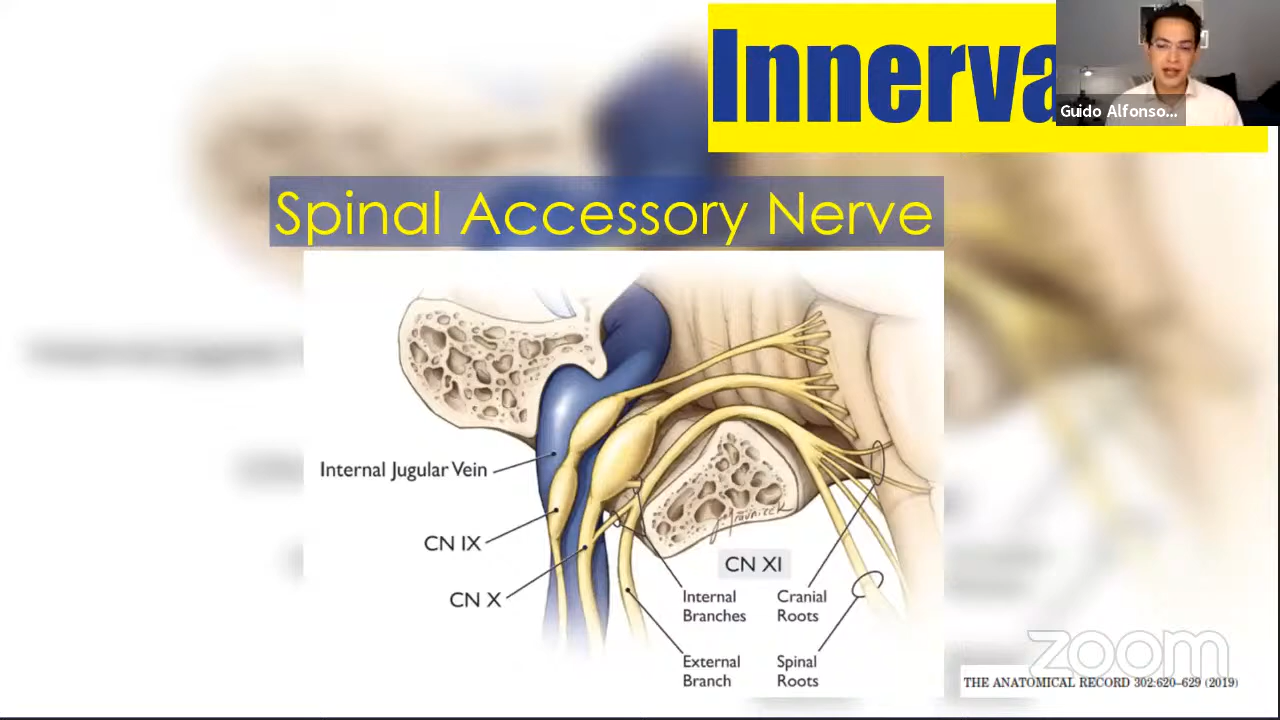 Innerva
Guido Alfonso...
Spinal Accessory Nerve
Internal Jugular Vein
CN IX
CN X
CN XI
Internal
Branches
Cranial
Roots
External
Branch
Spinal
Roots
zoom
THE ANATOMICAL RECORD 302:620–629 (2019)